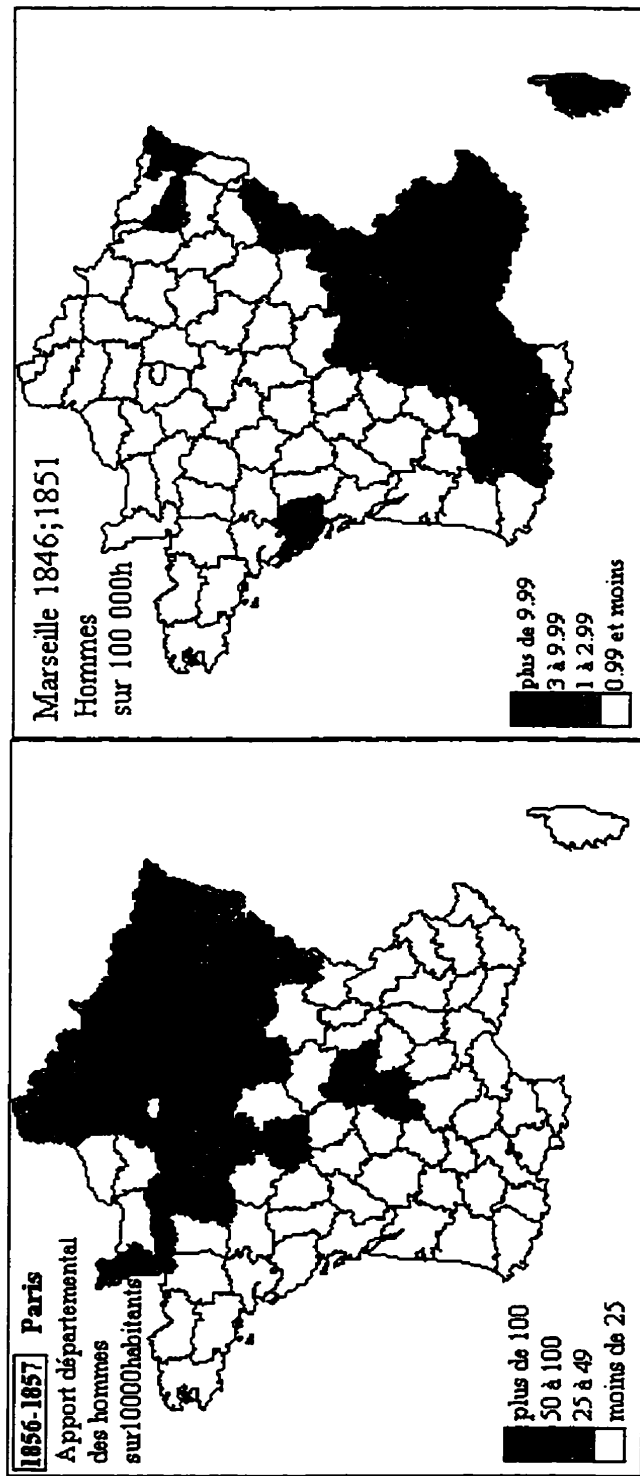 1856-1857 Paris
Apport départemental
des hommes
sur10000habitants
plus de 100
50 à 100
25 à 49
moins de 25
Marseille 1846;1851
Hommes
sur 100 000h
plus de 9.99
3 à 9.99
1 à 2.99
0.99 et moins